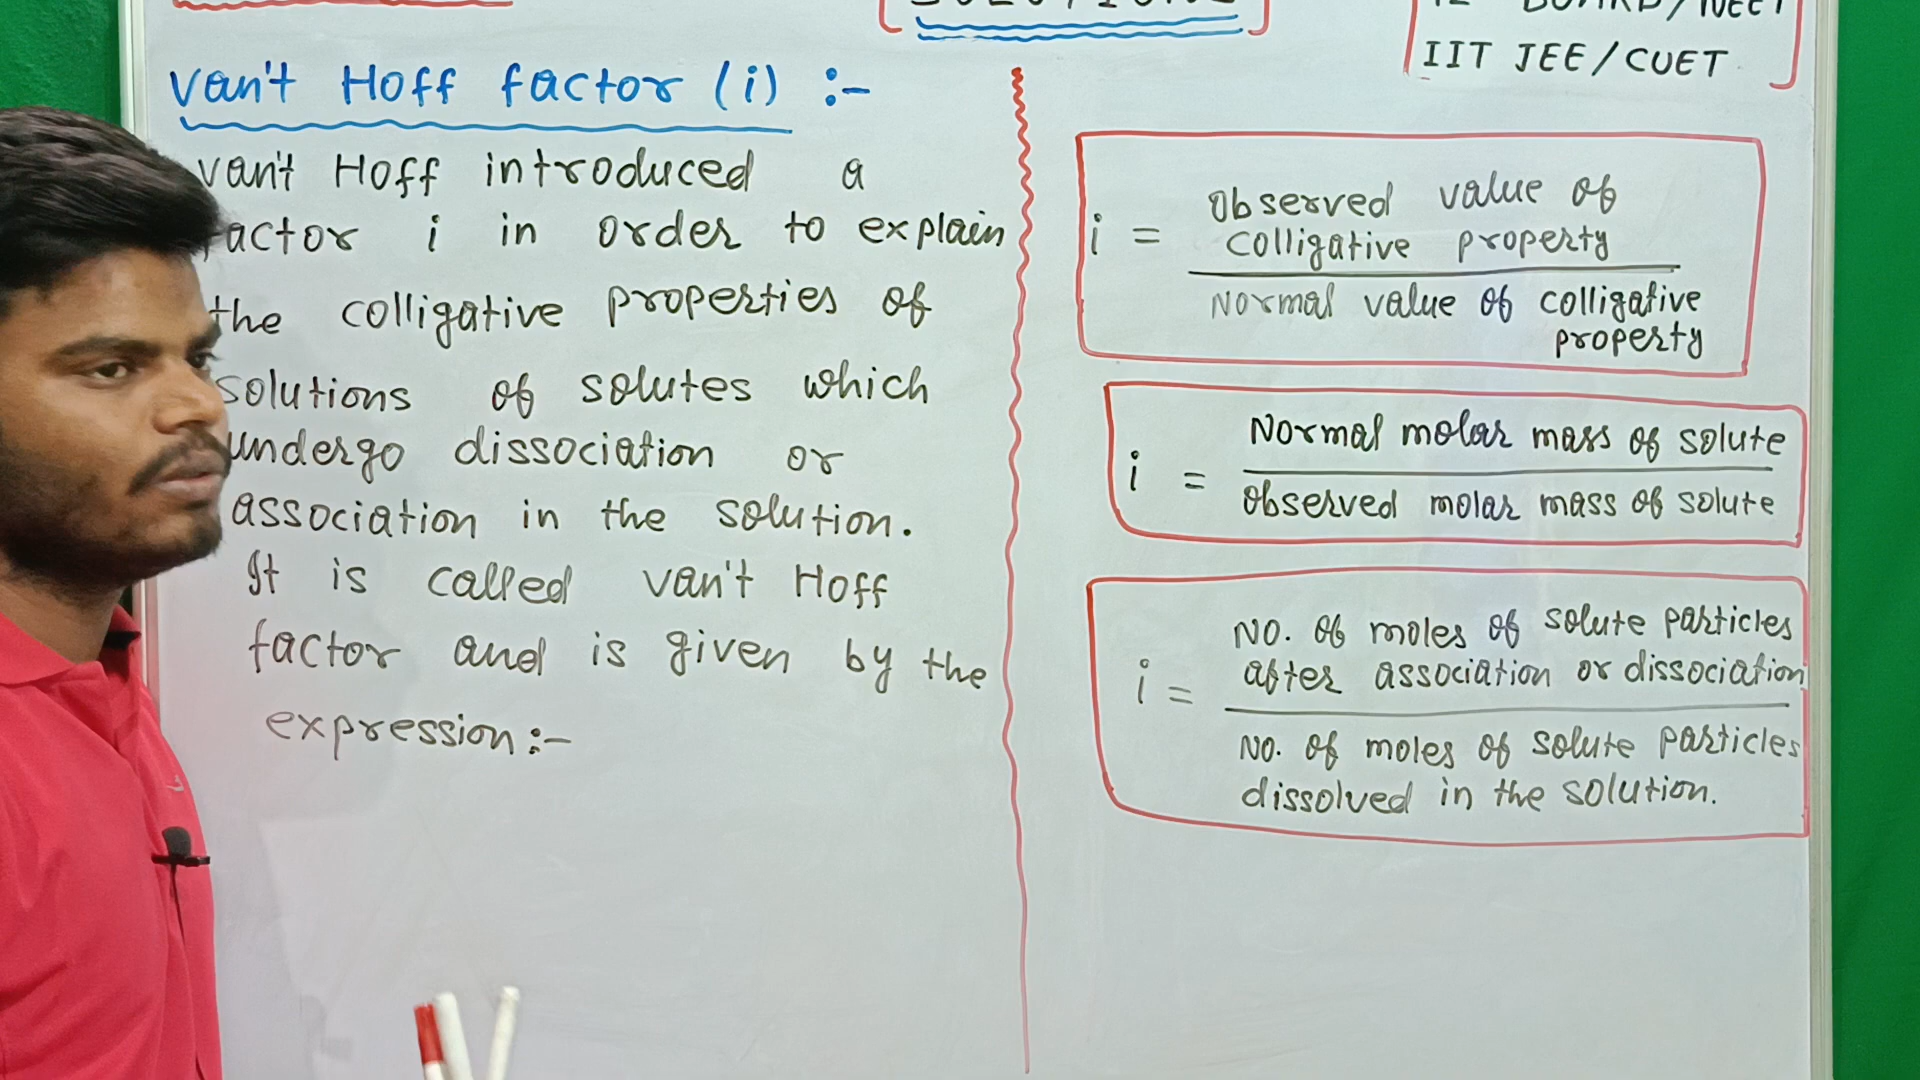 IIT JEE/CUET
Van't Hoff factor (i) :-
Van't Hoff introduced a
factor i in order to explain
the colligative properties of
solutions of solutes which
undergo dissociation or
association in the solution.
It is called van't Hoff
factor and is given by the
expression :-
i = Observed value of
colligative property
Normal value of colligative
property
i = Normal molar mass of solute
Observed molar mass of solute
i = No. of moles of solute particles
after association or dissociation
No. of moles of solute particles
dissolved in the solution.